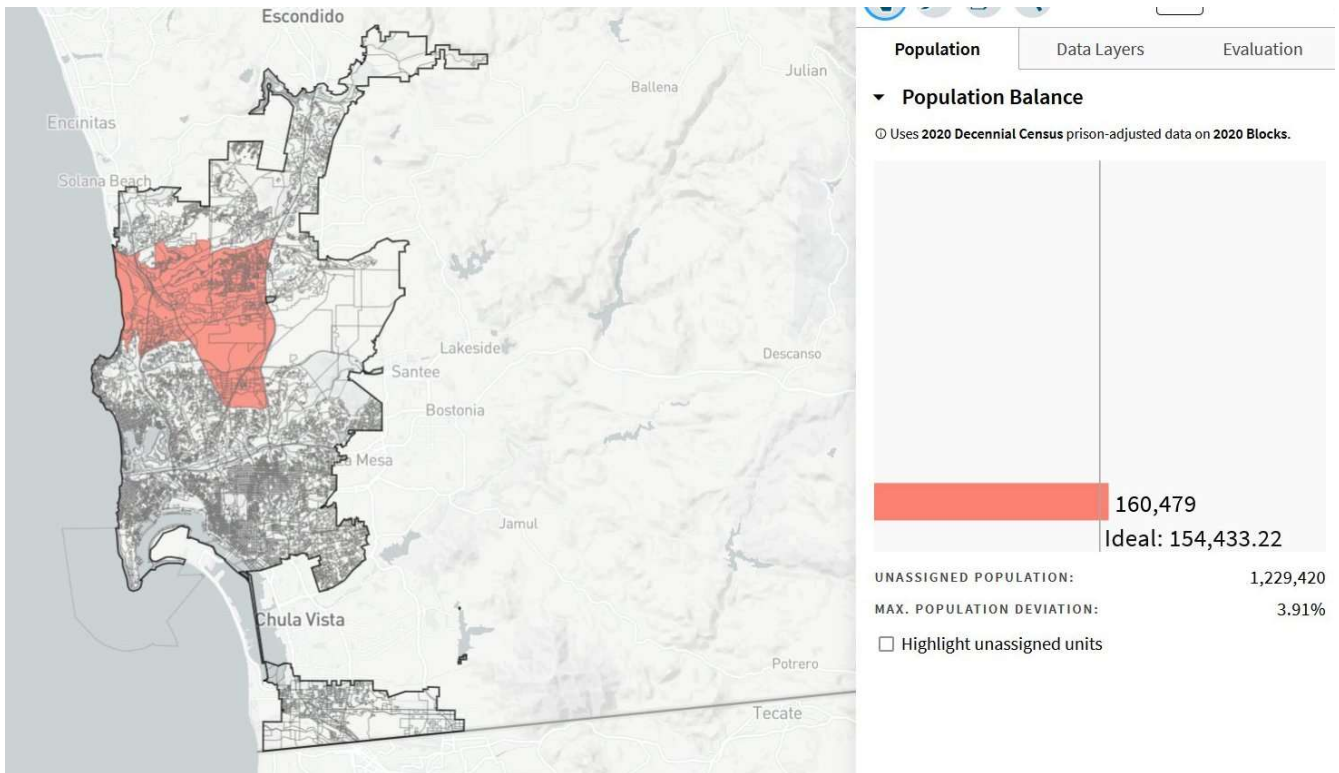 Escondido
Julian
Ballena
Encinitas
Solana Beach
Lakeside
Santee
Descanso
Bostonia
La Mesa
Jamul
Chula Vista
Potrero
Tecate
Population
Data Layers
Evaluation
Population Balance
Uses 2020 Decennial Census prison-adjusted data on 2020 Blocks.
160,479
Ideal: 154,433.22
UNASSIGNED POPULATION: 1,229,420
MAX. POPULATION DEVIATION: 3.91%
Highlight unassigned units